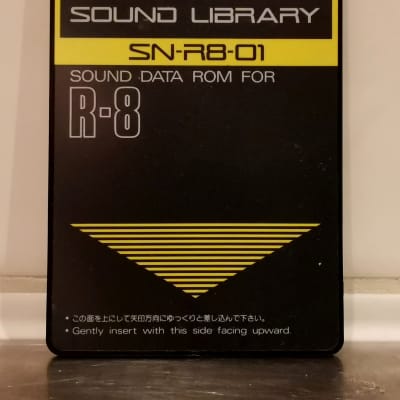 SOUND LIBRARY
SN-R8-01
SOUND DATA ROM FOR
R-8
• この面を上にして矢印方向にゆっくりと差し込んで下さい。
• Gently insert with this side facing upward.